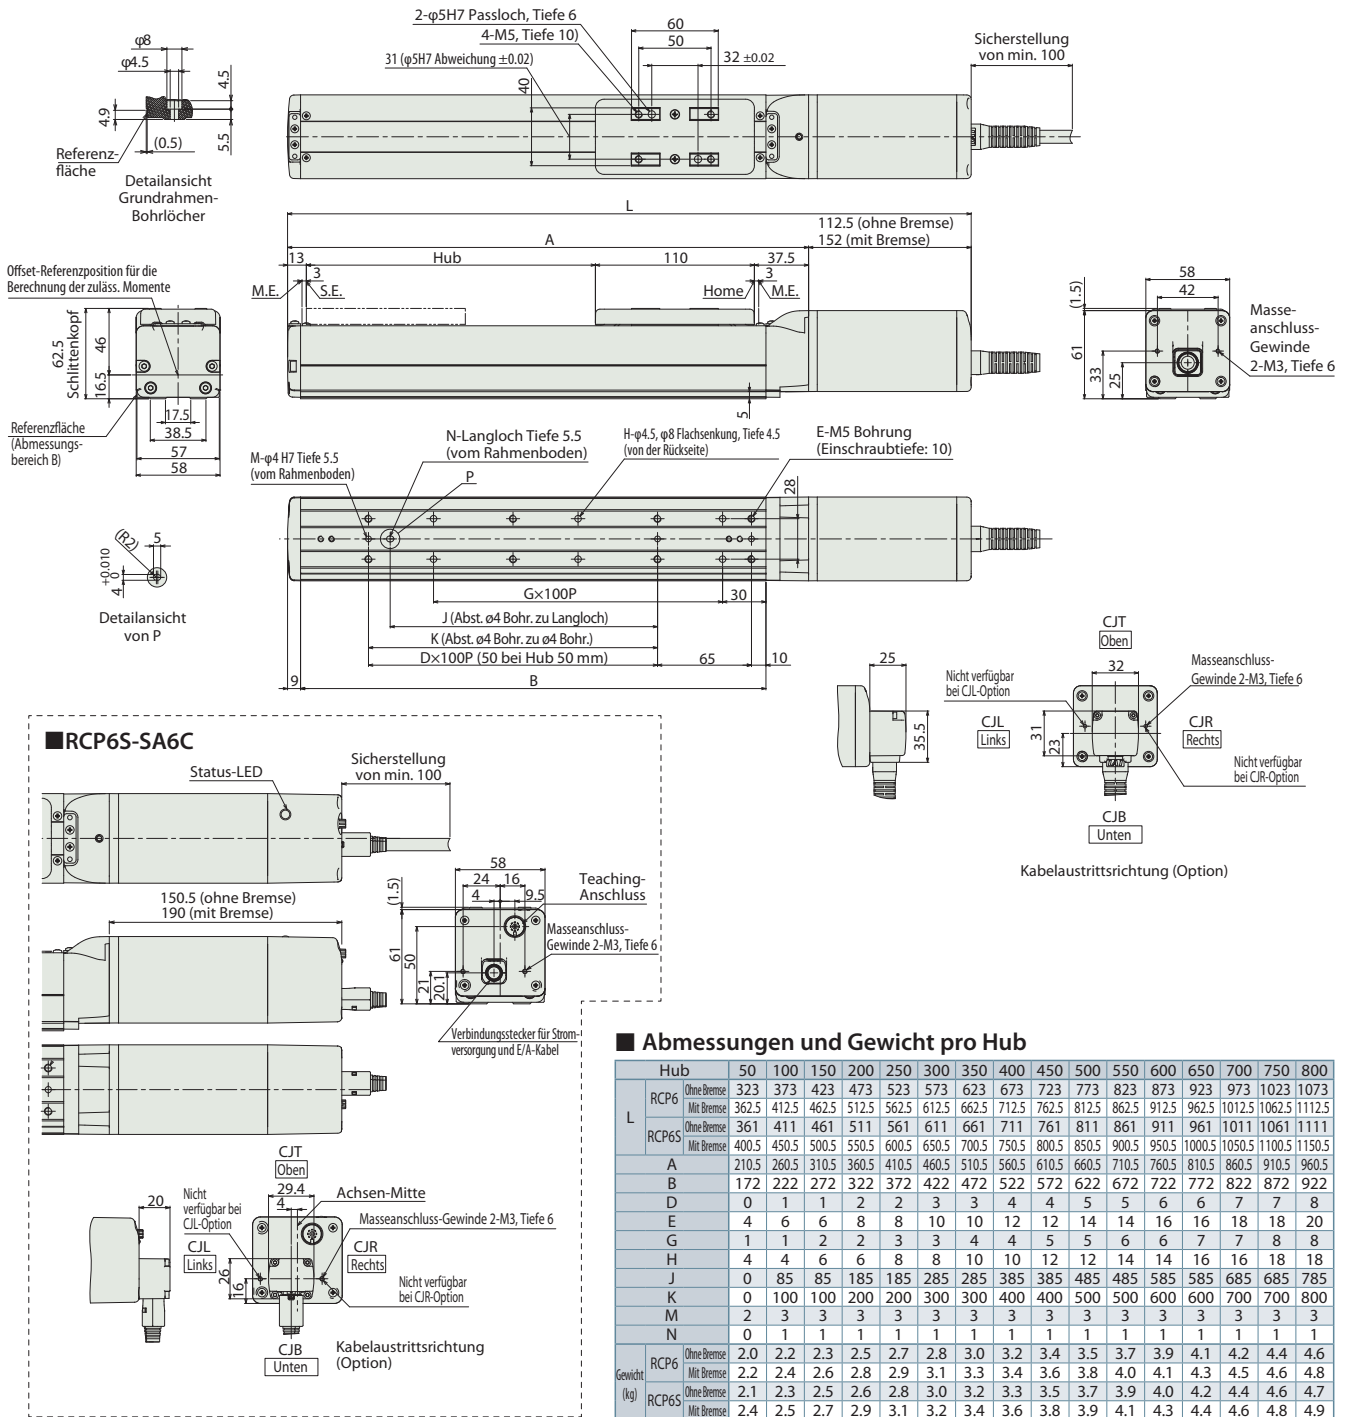 2-φ5H7 Passloch, Tiefe 6
4-M5, Tiefe 10)
31 (φ5H7 Abweichung ±0.02)
60
50
32 ±0.02
40
Sicherstellung
von min. 100
φ8
φ4.5
4.5
4.9
5.5
(0.5)
Referenz-
fläche
Detailansicht
Grundrahmen-
Bohrlöcher
L
A
112.5 (ohne Bremse)
152 (mit Bremse)
13
Hub
110
37.5
3
3
M.E.
S.E.
Home
M.E.
5
Offset-Referenzposition für die
Berechnung der zuläss. Momente
62.5
Schlittenkopf
46
16.5
17.5
38.5
57
58
Referenzfläche
(Abmessungs-
bereich B)
58
42
(1.5)
61
33
25
Masse-
anschluss-
Gewinde
2-M3, Tiefe 6
M-φ4 H7 Tiefe 5.5
(vom Rahmenboden)
N-Langloch Tiefe 5.5
(vom Rahmenboden)
P
H-φ4.5, φ8 Flachsenkung, Tiefe 4.5
(von der Rückseite)
E-M5 Bohrung
(Einschraubtiefe: 10)
28
G×100P
30
J (Abst. ø4 Bohr. zu Langloch)
K (Abst. ø4 Bohr. zu ø4 Bohr.)
D×100P (50 bei Hub 50 mm)
65
10
9
B
(R2)
5
+0.010
4 0
Detailansicht
von P
25
35.5
CJT
Oben
32
Nicht verfügbar
bei CJL-Option
Masseanschluss-
Gewinde 2-M3, Tiefe 6
CJL
Links
31
23
CJR
Rechts
Nicht verfügbar
bei CJR-Option
CJB
Unten
Kabelaustrittsrichtung (Option)
■RCP6S-SA6C
Status-LED
Sicherstellung
von min. 100
150.5 (ohne Bremse)
190 (mit Bremse)
58
24
16
4
9.5
(1.5)
61
50
21
20.1
Teaching-
Anschluss
Masseanschluss-
Gewinde 2-M3, Tiefe 6
Verbindungsstecker für Strom-
versorgung und E/A-Kabel
CJT
Oben
29.4
4
Achsen-Mitte
20
Nicht
verfügbar bei
CJL-Option
Masseanschluss-Gewinde 2-M3, Tiefe 6
CJL
Links
26
16
CJR
Rechts
Nicht verfügbar
bei CJR-Option
CJB
Unten
Kabelaustrittsrichtung
(Option)
■ Abmessungen und Gewicht pro Hub
Hub 50 100 150 200 250 300 350 400 450 500 550 600 650 700 750 800
L RCP6 Ohne Bremse 323 373 423 473 523 573 623 673 723 773 823 873 923 973 1023 1073
Mit Bremse 362.5 412.5 462.5 512.5 562.5 612.5 662.5 712.5 762.5 812.5 862.5 912.5 962.5 1012.5 1062.5 1112.5
RCP6S Ohne Bremse 361 411 461 511 561 611 661 711 761 811 861 911 961 1011 1061 1111
Mit Bremse 400.5 450.5 500.5 550.5 600.5 650.5 700.5 750.5 800.5 850.5 900.5 950.5 1000.5 1050.5 1100.5 1150.5
A 210.5 260.5 310.5 360.5 410.5 460.5 510.5 560.5 610.5 660.5 710.5 760.5 810.5 860.5 910.5 960.5
B 172 222 272 322 372 422 472 522 572 622 672 722 772 822 872 922
D 0 1 1 2 2 3 3 4 4 5 5 6 6 7 7 8
E 4 6 6 8 8 10 10 12 12 14 14 16 16 18 18 20
G 1 1 2 2 3 3 4 4 5 5 6 6 7 7 8 8
H 4 4 6 6 8 8 10 10 12 12 14 14 16 16 18 18
J 0 85 85 185 185 285 285 385 385 485 485 585 585 685 685 785
K 0 100 100 200 200 300 300 400 400 500 500 600 600 700 700 800
M 2 3 3 3 3 3 3 3 3 3 3 3 3 3 3 3
N 0 1 1 1 1 1 1 1 1 1 1 1 1 1 1 1
Gewicht (kg) RCP6 Ohne Bremse 2.0 2.2 2.3 2.5 2.7 2.8 3.0 3.2 3.4 3.5 3.7 3.9 4.1 4.2 4.4 4.6
Mit Bremse 2.2 2.4 2.6 2.8 2.9 3.1 3.3 3.4 3.6 3.8 4.0 4.1 4.3 4.5 4.6 4.8
RCP6S Ohne Bremse 2.1 2.3 2.5 2.6 2.8 3.0 3.2 3.3 3.5 3.7 3.9 4.0 4.2 4.4 4.6 4.7
Mit Bremse 2.4 2.5 2.7 2.9 3.1 3.2 3.4 3.6 3.8 3.9 4.1 4.3 4.4 4.6 4.8 4.9